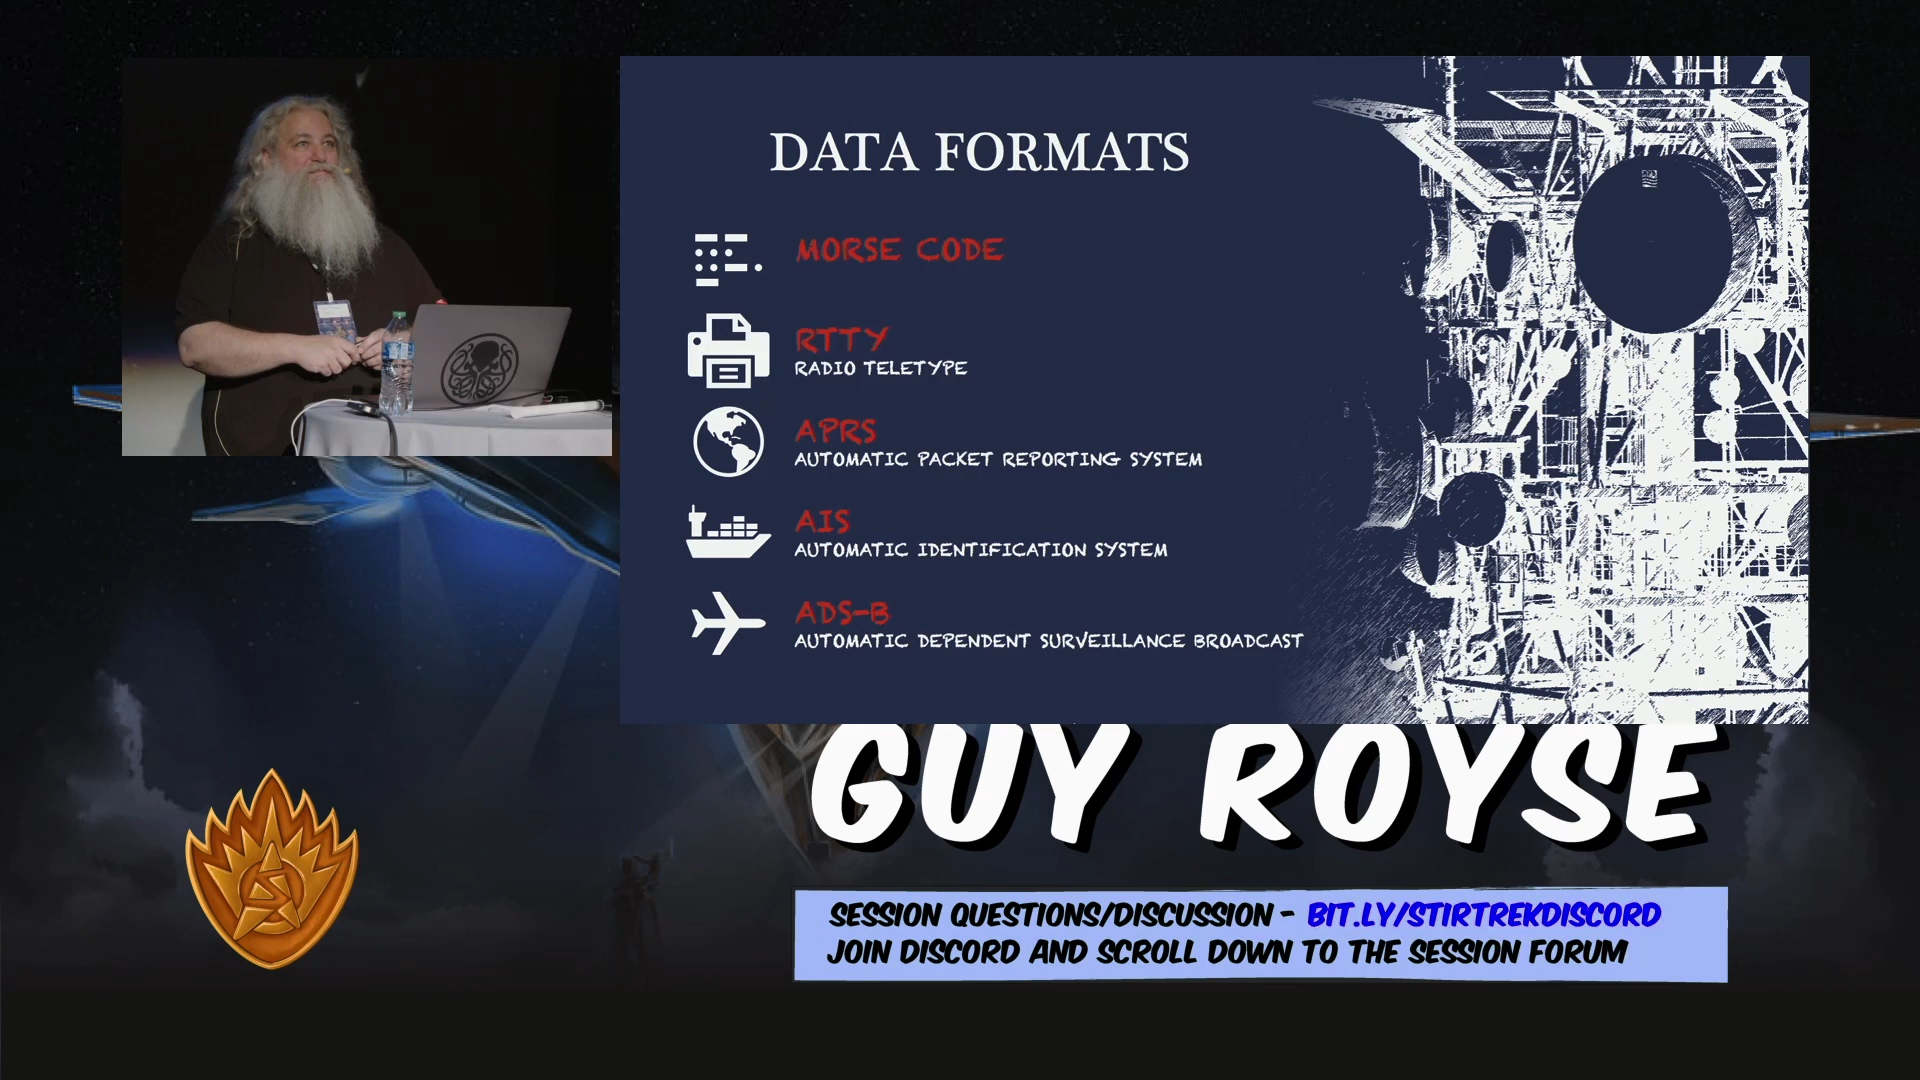 DATA FORMATS
MORSE CODE
RTTY
RADIO TELETYPE
APRS
AUTOMATIC PACKET REPORTING SYSTEM
AIS
AUTOMATIC IDENTIFICATION SYSTEM
ADS-B
AUTOMATIC DEPENDENT SURVEILLANCE BROADCAST
GUY ROYSE
SESSION QUESTIONS/DISCUSSION - BIT.LY/STIRTREKDISCORD
JOIN DISCORD AND SCROLL DOWN TO THE SESSION FORUM